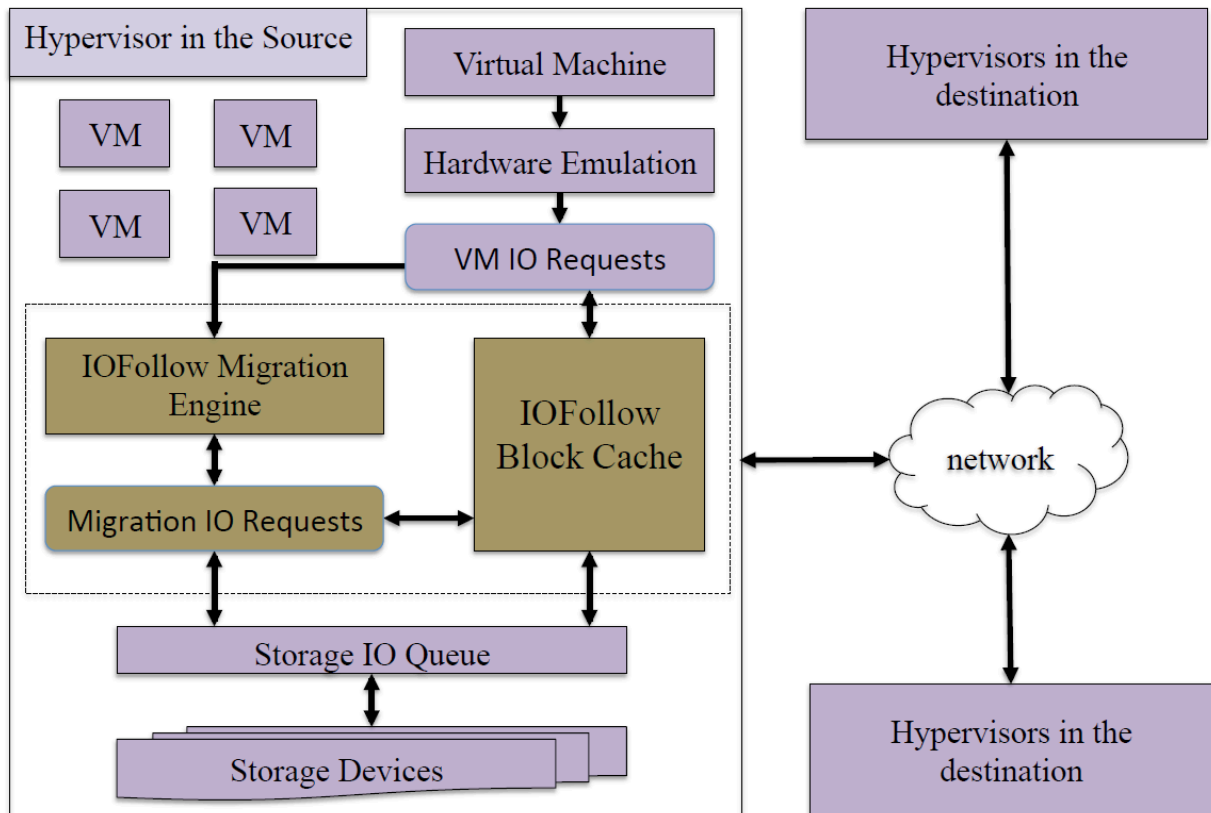 Hypervisor in the Source
Virtual Machine
VM
VM
Hardware Emulation
VM
VM
VM IO Requests
IOFollow Migration
Engine
IOFollow
Block Cache
Migration IO Requests
Storage IO Queue
Storage Devices
Hypervisors in the
destination
network
Hypervisors in the
destination